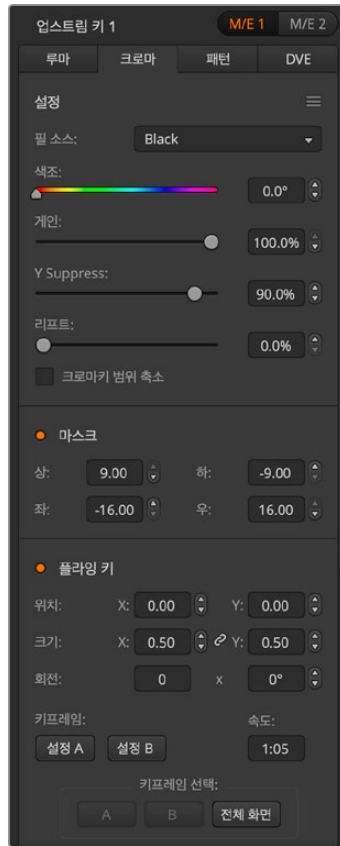 업스트림 키 1 M/E 1 M/E 2
루마 크로마 패턴 DVE
설정
필 소스: Black
색조:
0.0°
게인:
100.0%
Y Suppress:
90.0%
리프트:
0.0%
크로마키 범위 축소
마스크
상: 9.00 하: -9.00
좌: -16.00 우: 16.00
플라잉 키
위치: X: 0.00 Y: 0.00
크기: X: 0.50 Y: 0.50
회전: 0 x 0°
키프레임: 속도:
설정 A 설정 B 1:05
키프레임 선택:
A B 전체 화면